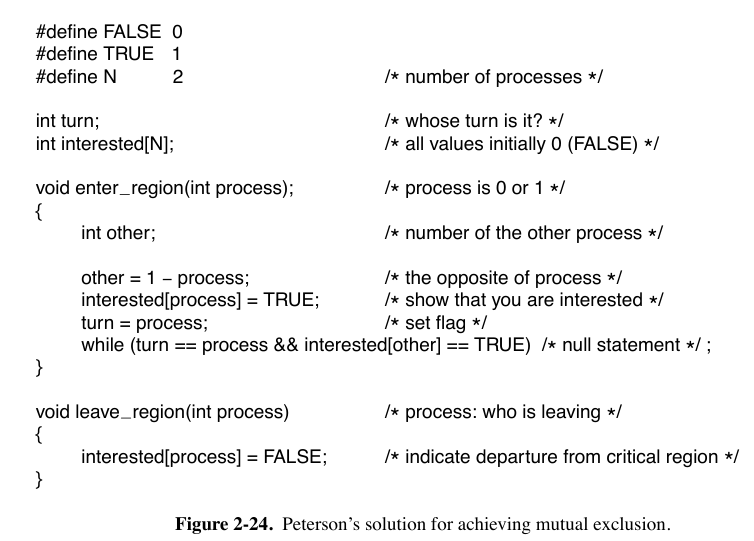 #define FALSE 0
#define TRUE 1
#define N 2 /* number of processes */
int turn; /* whose turn is it? */
int interested[N]; /* all values initially 0 (FALSE) */
void enter_region(int process); /* process is 0 or 1 */
{
int other; /* number of the other process */
other = 1 − process; /* the opposite of process */
interested[process] = TRUE; /* show that you are interested */
turn = process; /* set flag */
while (turn == process && interested[other] == TRUE) /* null statement */ ;
}
void leave_region(int process) /* process: who is leaving */
{
interested[process] = FALSE; /* indicate departure from critical region */
}
Figure 2-24. Peterson’s solution for achieving mutual exclusion.